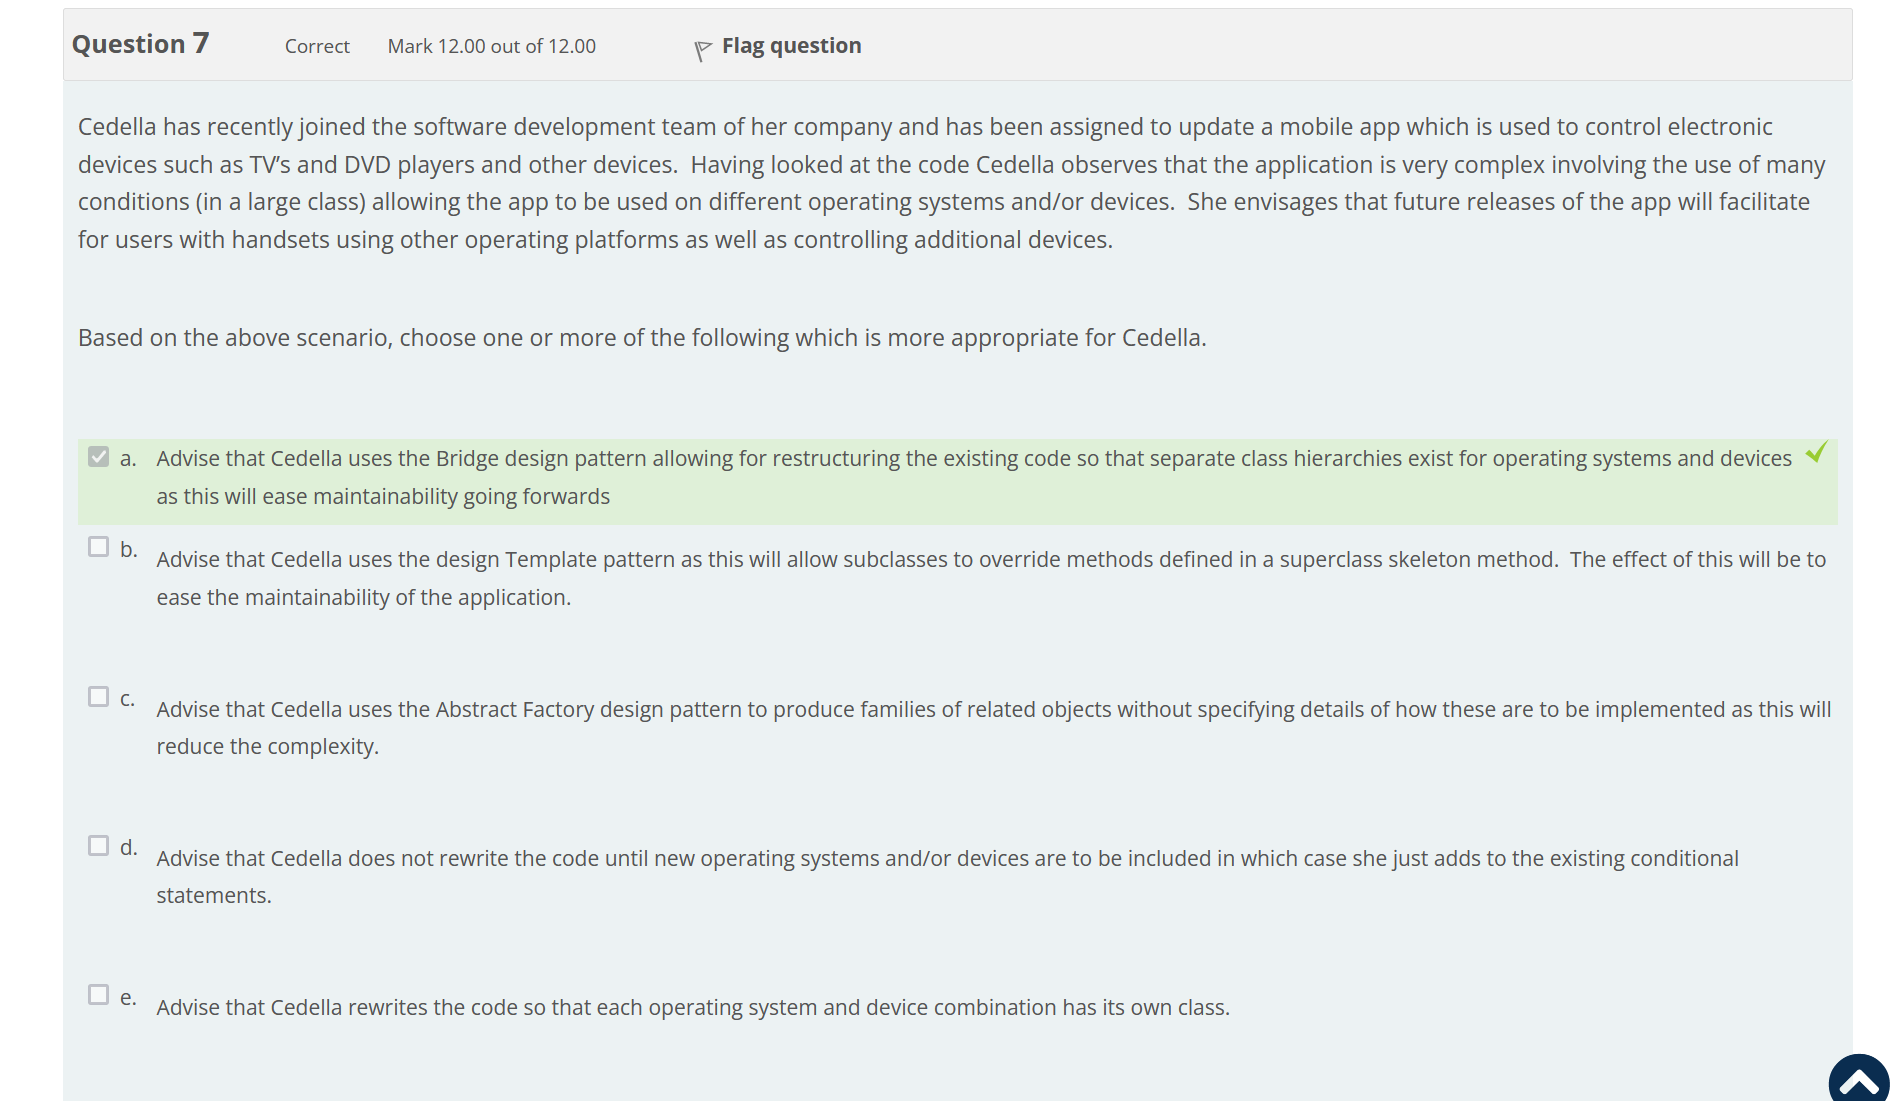 Question 7 Correct Mark 12.00 out of 12.00 Flag question
Cedella has recently joined the software development team of her company and has been assigned to update a mobile app which is used to control electronic
devices such as TV’s and DVD players and other devices.  Having looked at the code Cedella observes that the application is very complex involving the use of many
conditions (in a large class) allowing the app to be used on different operating systems and/or devices.  She envisages that future releases of the app will facilitate
for users with handsets using other operating platforms as well as controlling additional devices.
Based on the above scenario, choose one or more of the following which is more appropriate for Cedella.
a. Advise that Cedella uses the Bridge design pattern allowing for restructuring the existing code so that separate class hierarchies exist for operating systems and devices
as this will ease maintainability going forwards
b. Advise that Cedella uses the design Template pattern as this will allow subclasses to override methods defined in a superclass skeleton method.  The effect of this will be to
ease the maintainability of the application.
c. Advise that Cedella uses the Abstract Factory design pattern to produce families of related objects without specifying details of how these are to be implemented as this will
reduce the complexity.
d. Advise that Cedella does not rewrite the code until new operating systems and/or devices are to be included in which case she just adds to the existing conditional
statements.
e. Advise that Cedella rewrites the code so that each operating system and device combination has its own class.